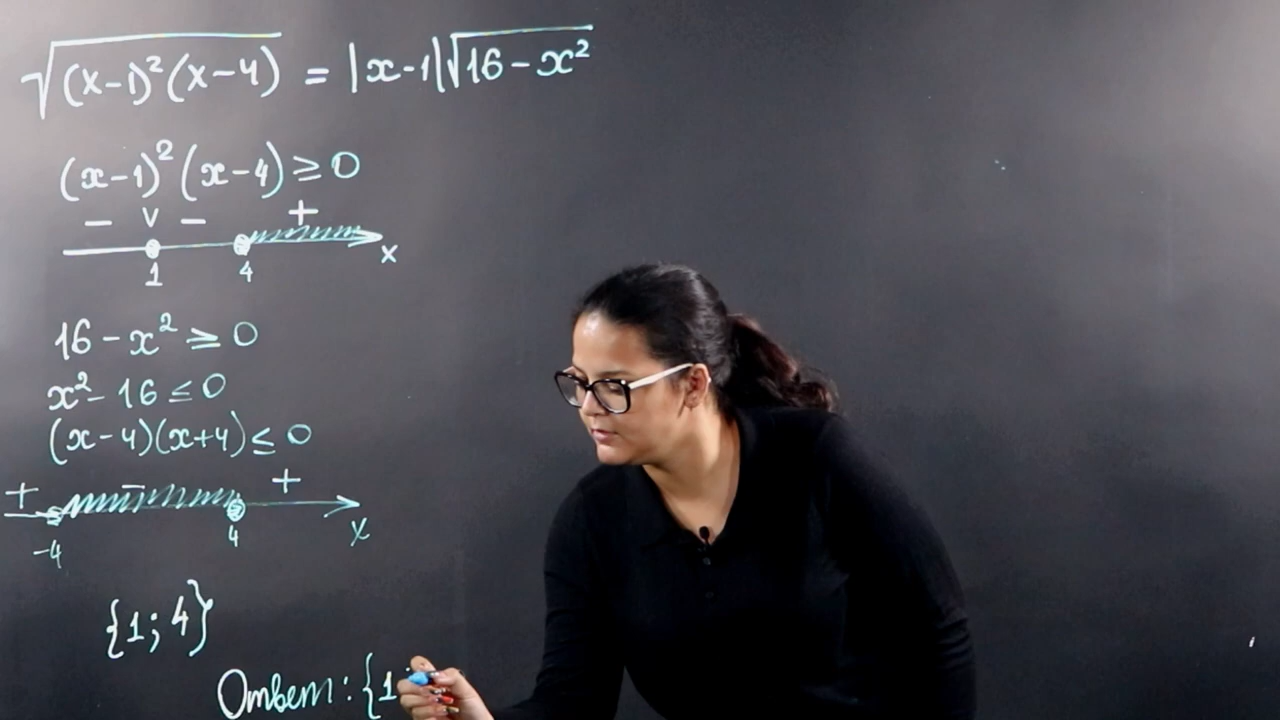 √((x-1)²(x-4)) = |x-1|√(16-x²)
(x-1)²(x-4) ≥ 0
- v - +
1 4 x
16 - x² ≥ 0
x² - 16 ≤ 0
(x-4)(x+4) ≤ 0
+ - +
-4 4 x
{1; 4}
Ответ: {1